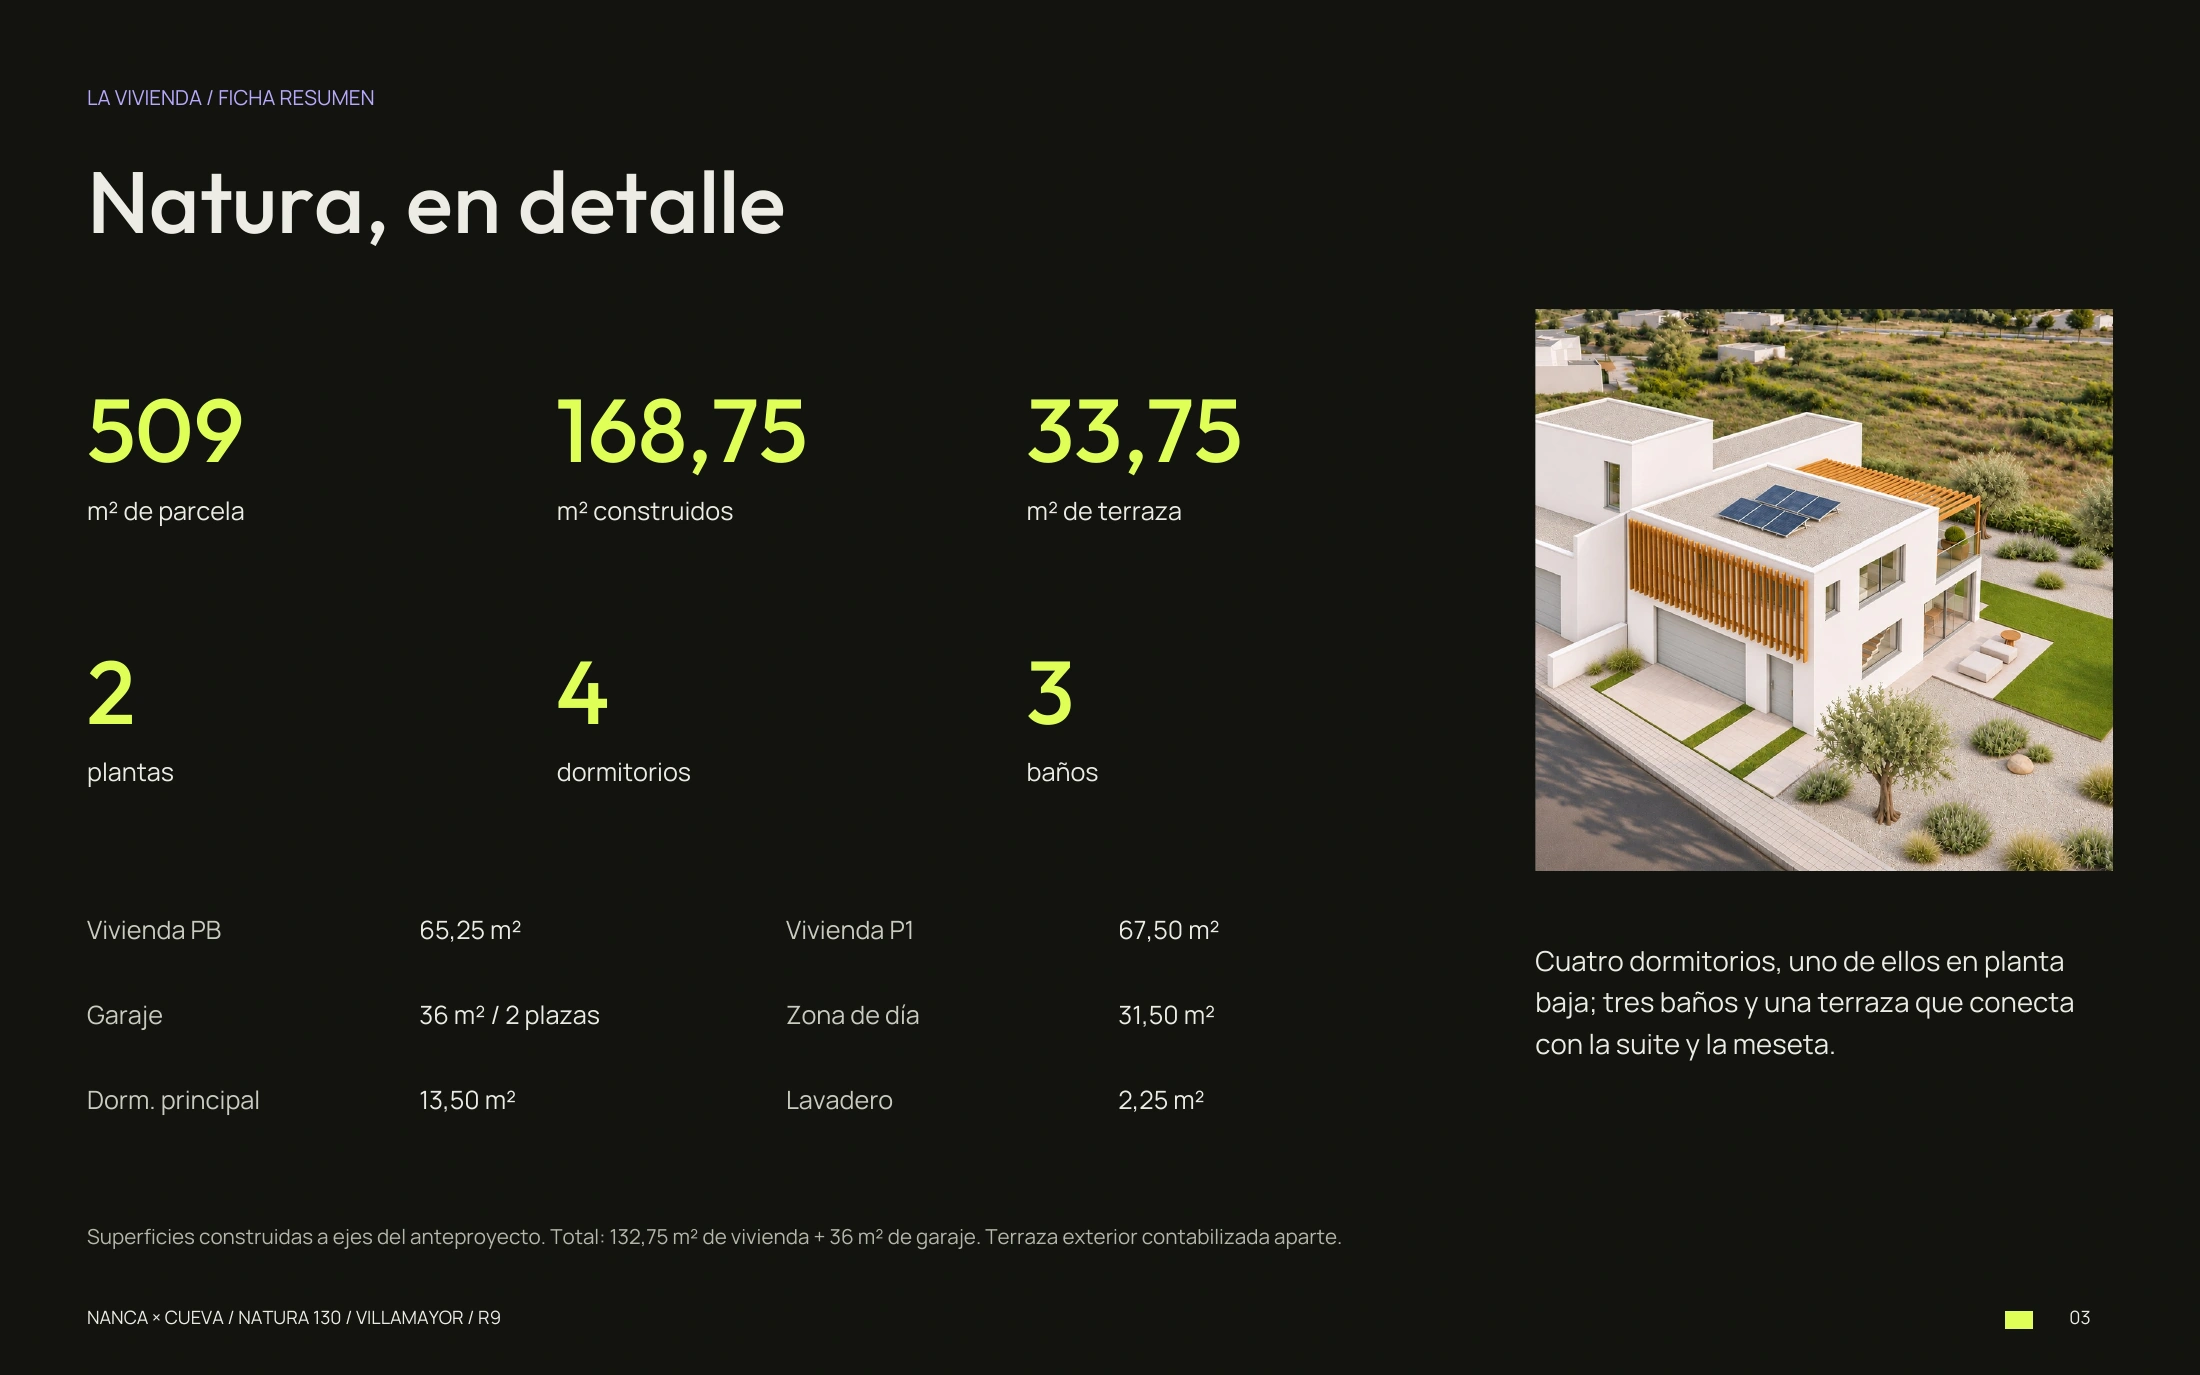 LA VIVIENDA / FICHA RESUMEN
Natura, en detalle
509
m² de parcela
168,75
m² construidos
33,75
m² de terraza
2
plantas
4
dormitorios
3
baños
Vivienda PB
65,25 m²
Vivienda P1
67,50 m²
Garaje
36 m² / 2 plazas
Zona de día
31,50 m²
Dorm. principal
13,50 m²
Lavadero
2,25 m²
Cuatro dormitorios, uno de ellos en planta
baja; tres baños y una terraza que conecta
con la suite y la meseta.
Superficies construidas a ejes del anteproyecto. Total: 132,75 m² de vivienda + 36 m² de garaje. Terraza exterior contabilizada aparte.
NANCA × CUEVA / NATURA 130 / VILLAMAYOR / R9
03